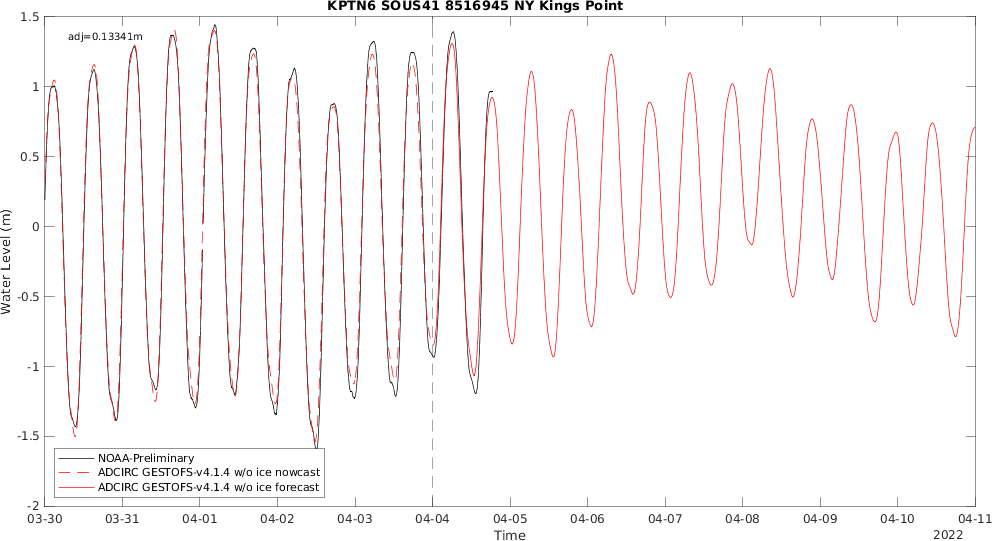 KPTN6 SOUS41 8516945 NY Kings Point
adj=0.13341m
1.5
1
0.5
0
-0.5
-1
-1.5
-2
Water Level (m)
NOAA-Preliminary
ADCIRC GESTOFS-v4.1.4 w/o ice nowcast
ADCIRC GESTOFS-v4.1.4 w/o ice forecast
03-30 03-31 04-01 04-02 04-03 04-04 04-05 04-06 04-07 04-08 04-09 04-10 04-11
Time
2022